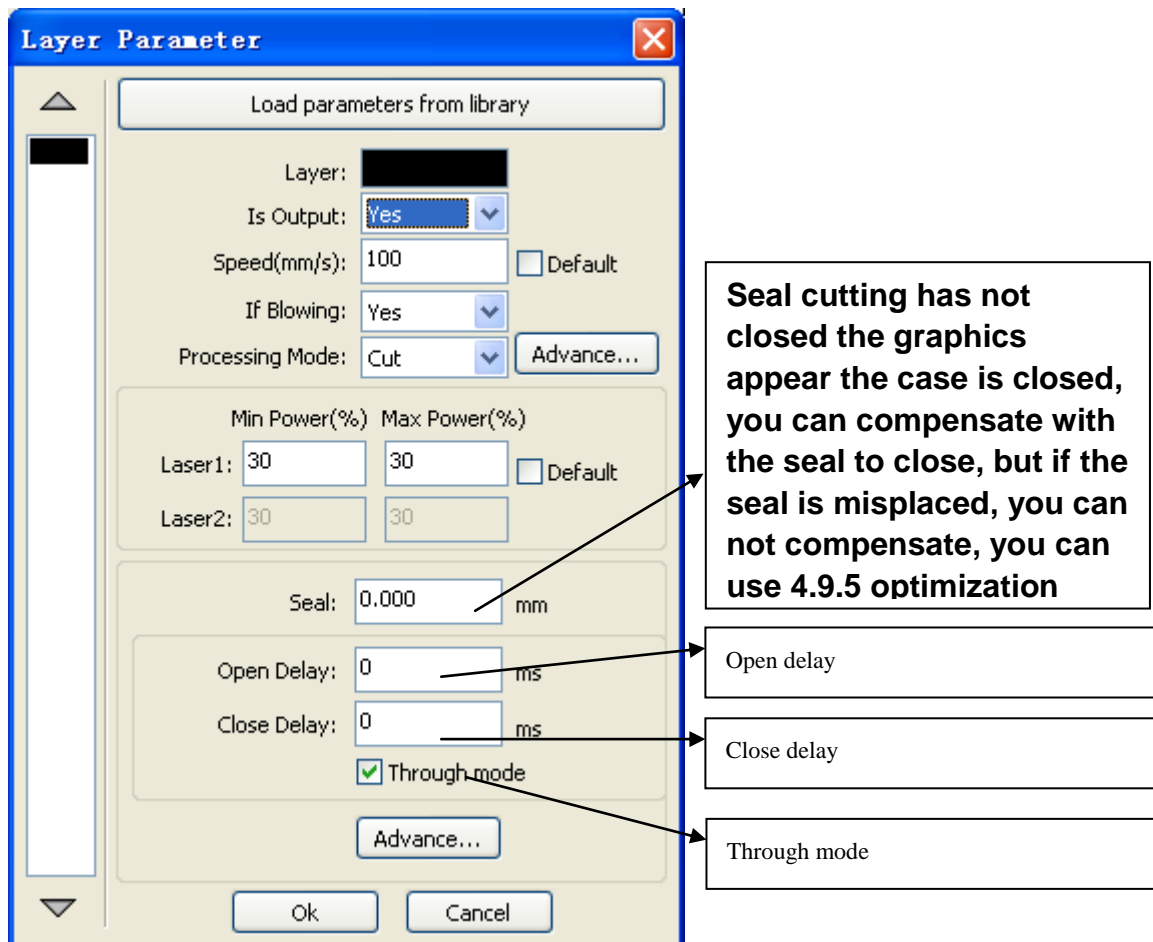 Layer Parameter
Load parameters from library
Layer:
Is Output: Yes
Speed(mm/s): 100 Default
If Blowing: Yes
Processing Mode: Cut Advance...
Min Power(%) Max Power(%)
Laser1: 30 30 Default
Laser2: 30 30
Seal: 0.000 mm
Open Delay: 0 ms
Close Delay: 0 ms
Through mode
Advance...
Ok Cancel
Seal cutting has not
closed the graphics
appear the case is closed,
you can compensate with
the seal to close, but if the
seal is misplaced, you can
not compensate, you can
use 4.9.5 optimization
Open delay
Close delay
Through mode